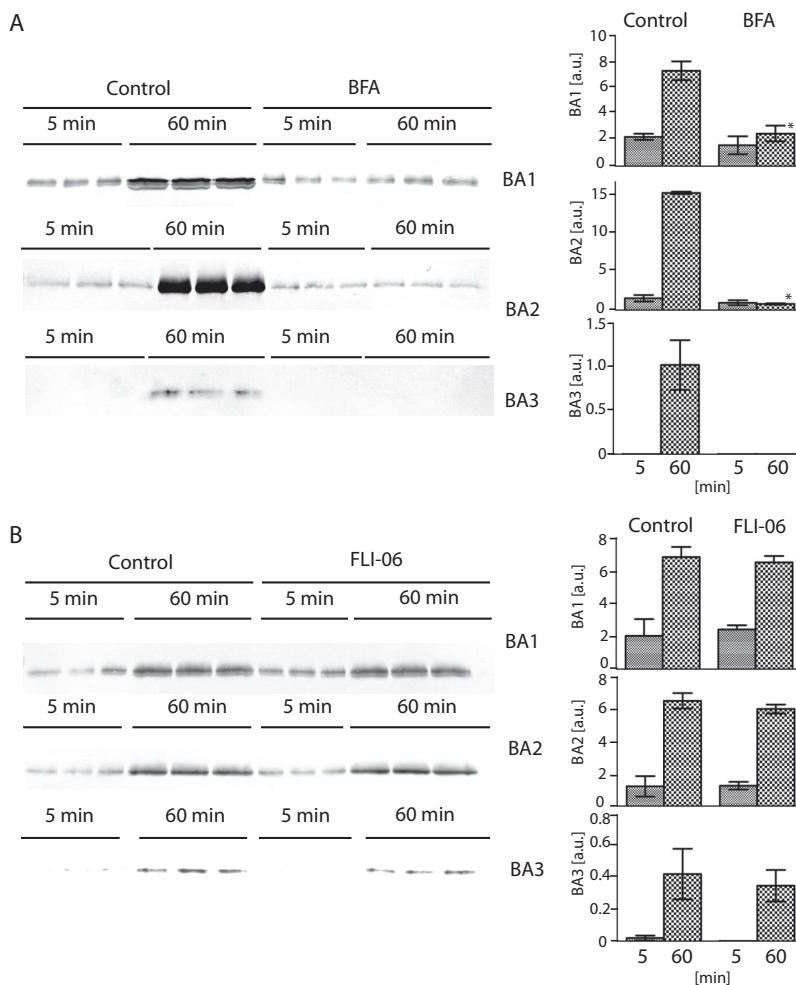 A
Control BFA
5 min 60 min 5 min 60 min
BA1
5 min 60 min 5 min 60 min
BA2
5 min 60 min 5 min 60 min
BA3
Control BFA
10
8
6
4
2
0
BA1 [a.u.]
*
15
10
5
0
BA2 [a.u.]
*
1.5
1.0
0.5
0
BA3 [a.u.]
5 60 5 60
[min]
B
Control FLI-06
5 min 60 min 5 min 60 min
BA1
5 min 60 min 5 min 60 min
BA2
5 min 60 min 5 min 60 min
BA3
Control FLI-06
8
6
4
2
0
BA1 [a.u.]
8
6
4
2
0
BA2 [a.u.]
0.8
0.6
0.4
0.2
0
BA3 [a.u.]
5 60 5 60
[min]